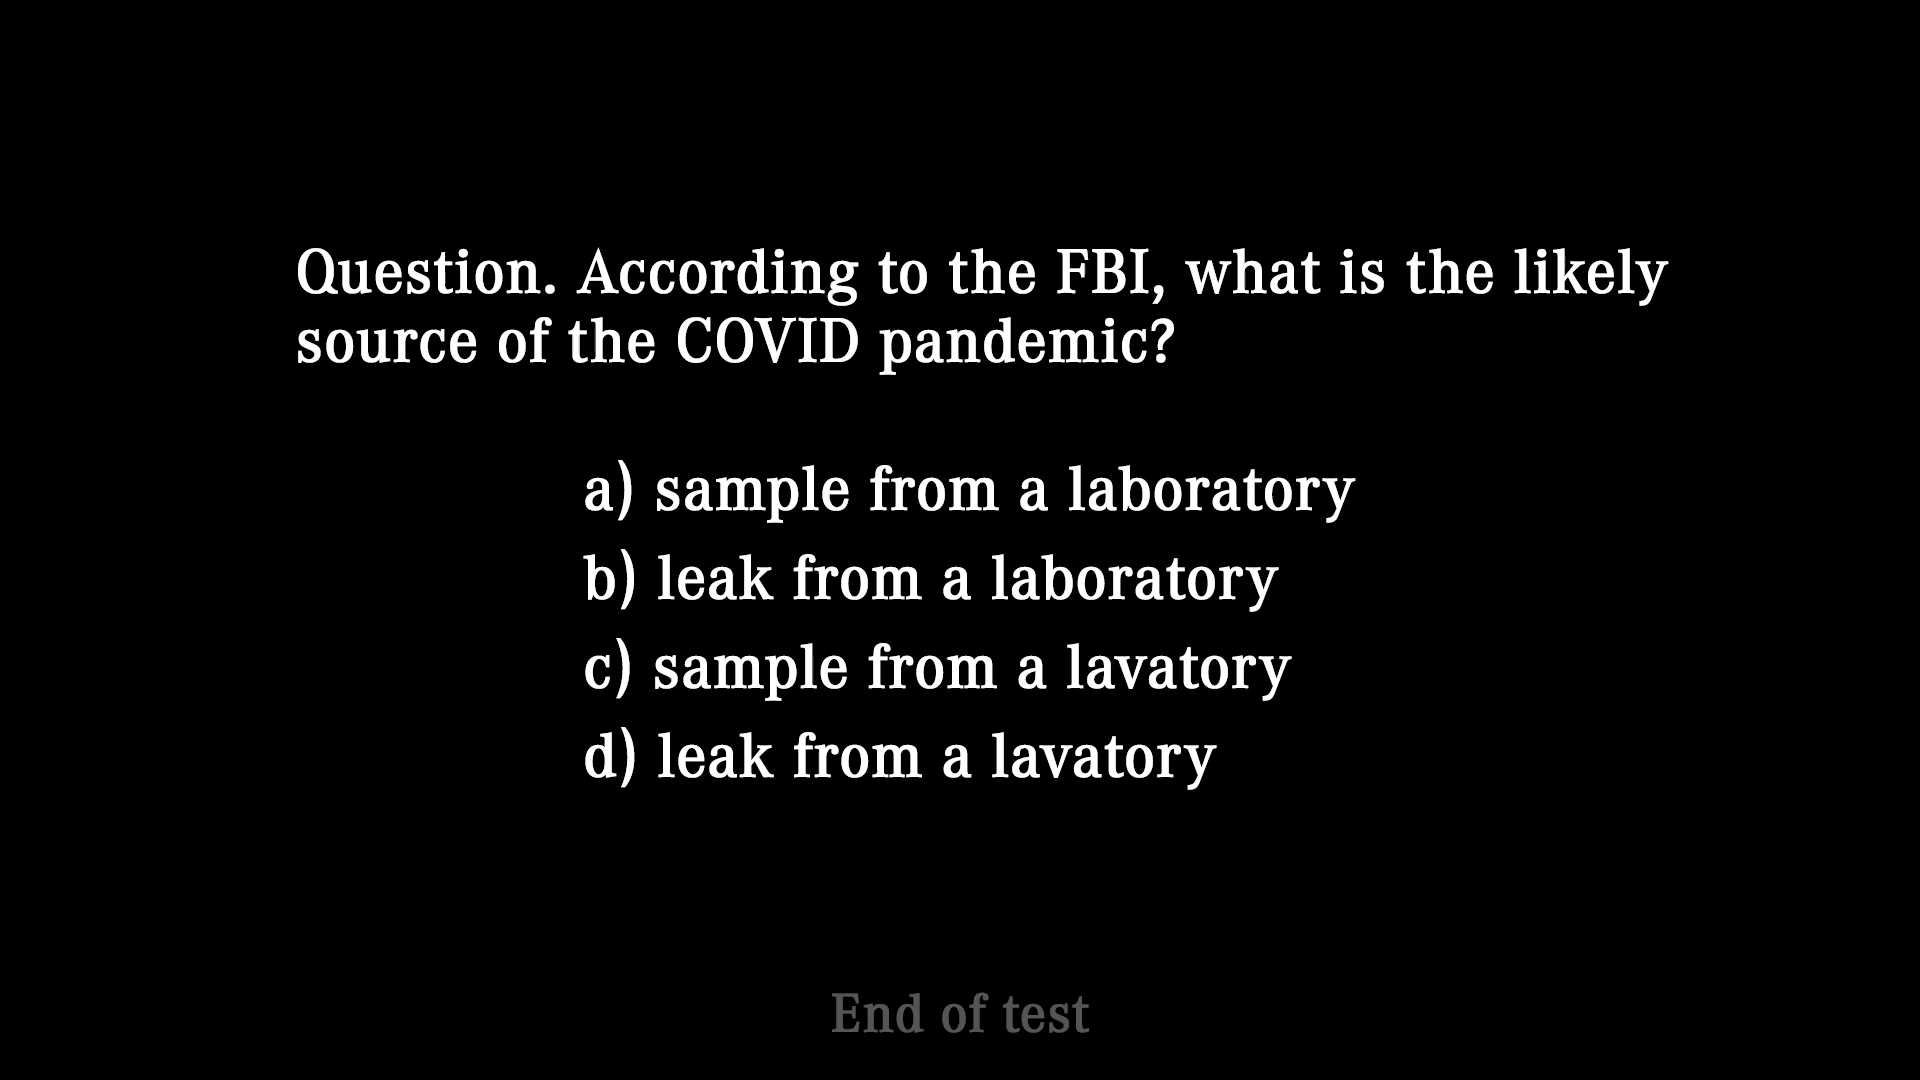 Question. According to the FBI, what is the likely
source of the COVID pandemic?
a) sample from a laboratory
b) leak from a laboratory
c) sample from a lavatory
d) leak from a lavatory
End of test